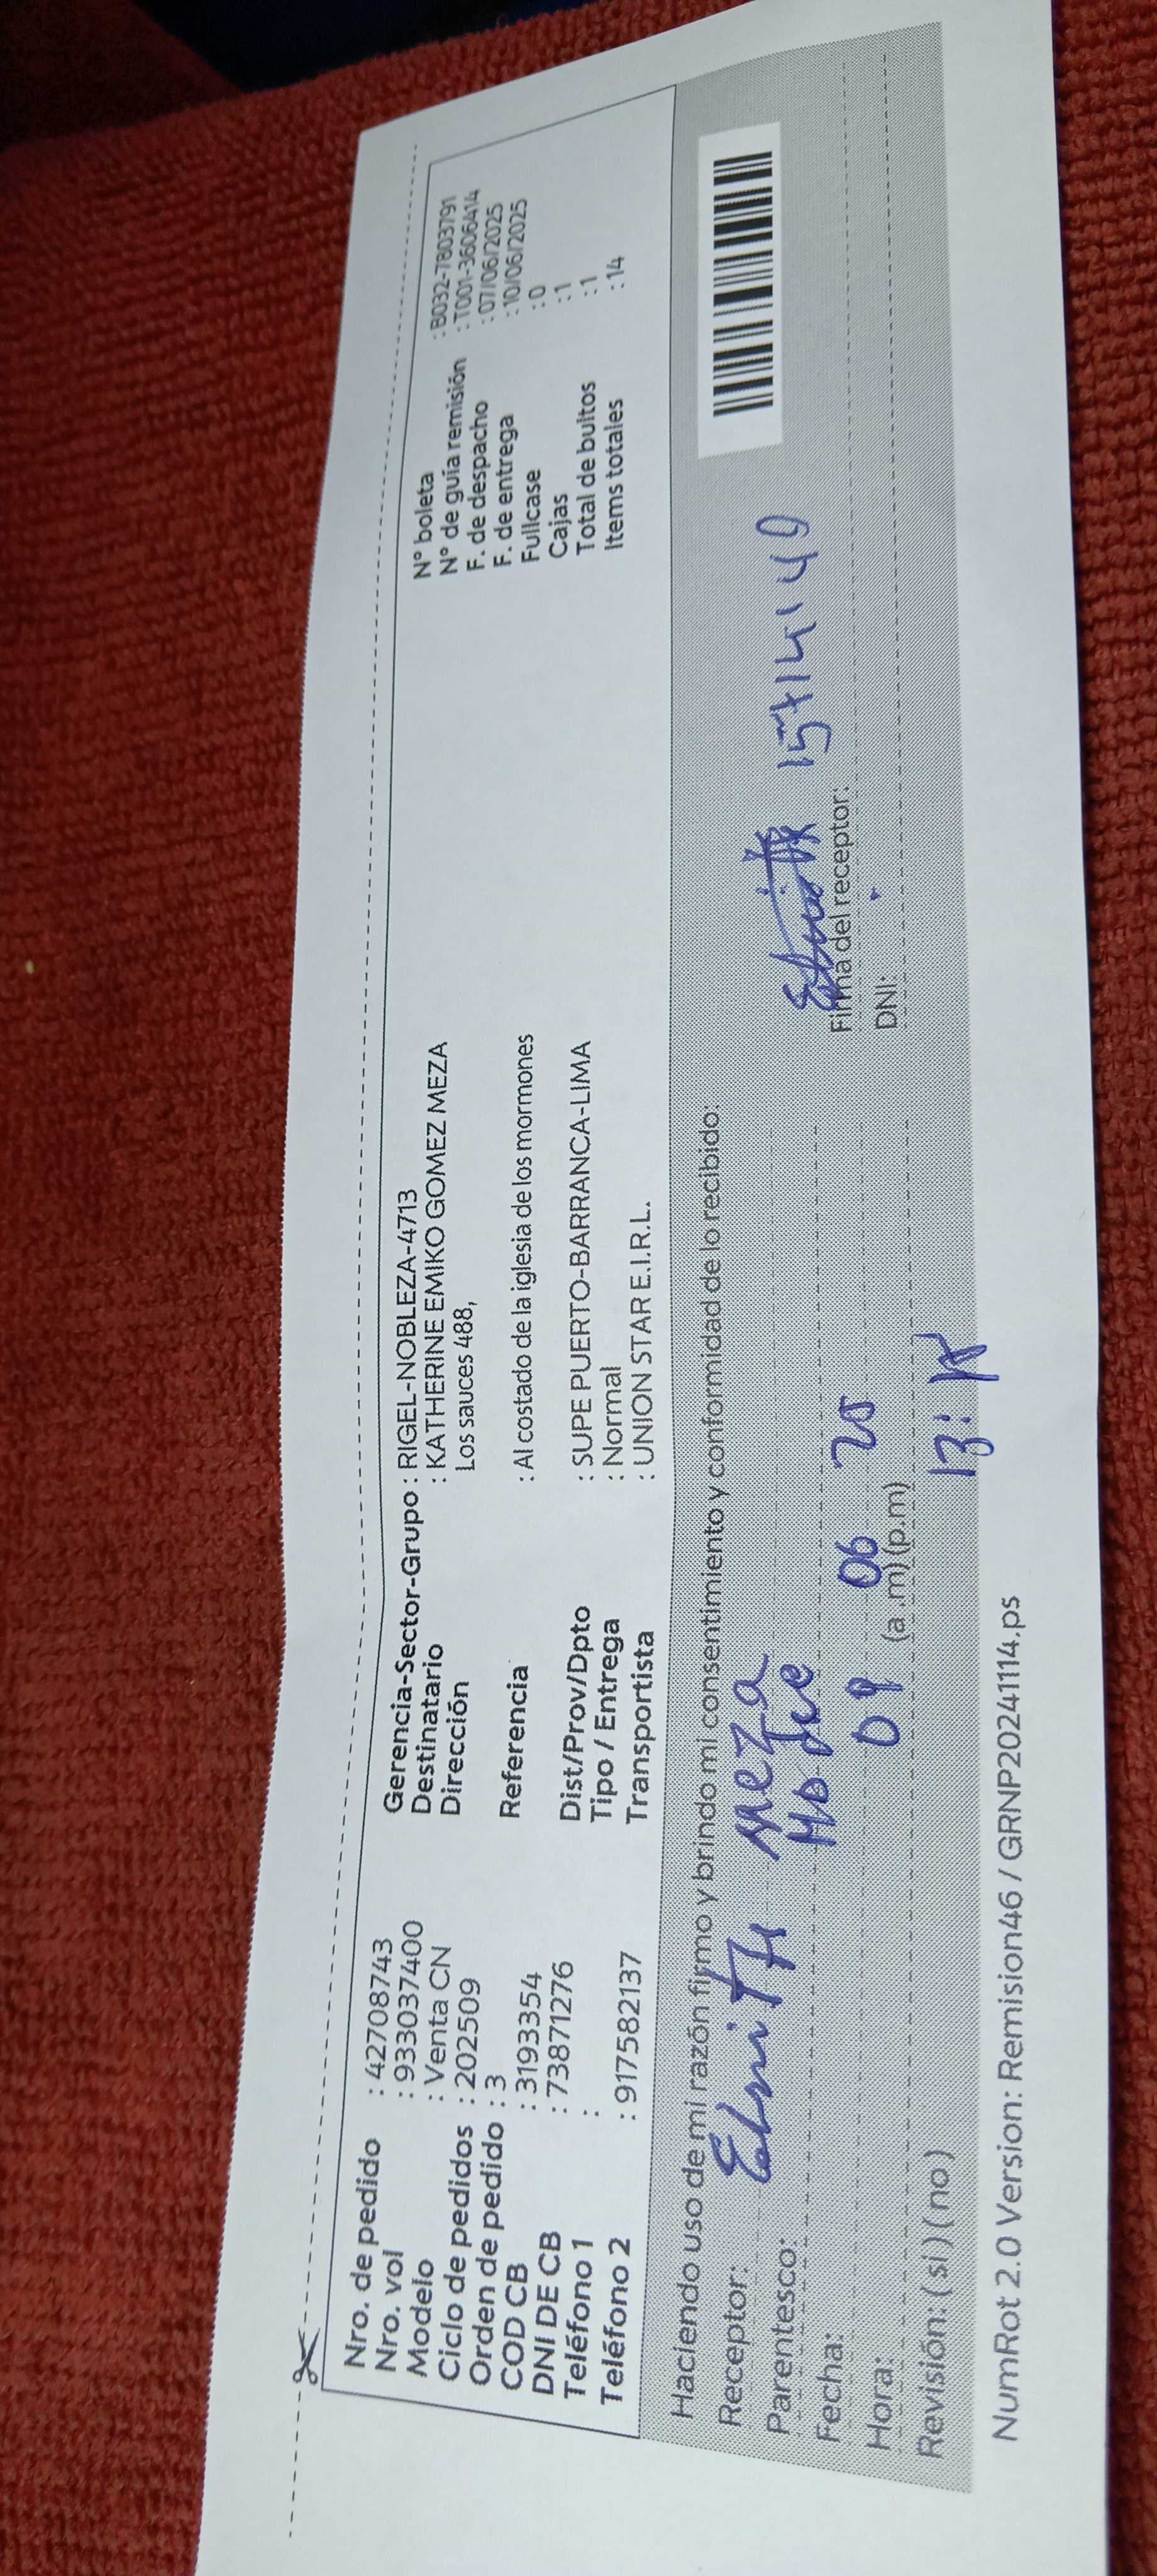 Nro. de pedido : 42708743
Nro. vol : 933037400
Modelo : Venta CN
Ciclo de pedidos : 202509
Orden de pedido : 3
COD CB : 3193354
DNI DE CB : 73871276
Teléfono 1 :
Teléfono 2 : 917582137
Gerencia-Sector-Grupo : RIGEL-NOBLEZA-4713
Destinatario : KATHERINE EMIKO GOMEZ MEZA
Dirección Los sauces 488,
Referencia : Al costado de la iglesia de los mormones
Dist/Prov/Dpto : SUPE PUERTO-BARRANCA-LIMA
Tipo / Entrega : Normal
Transportista : UNION STAR E.I.R.L.
N° boleta : B032-7803791
N° de guía remisión : T001-3606414
F. de despacho : 07/06/2025
F. de entrega : 10/06/2025
Fullcase : 0
Cajas : 1
Total de bultos : 1
Items totales : 14
Haciendo uso de mi razón firmo y brindo mi consentimiento y conformidad de lo recibido:
Receptor: meza
Parentesco:
Fecha: 09 06 25
Hora: (a .m) (p.m)
Revisión: ( si ) ( no )
13:
Firma del receptor:
DNI:
NumRot 2.0 Version: Remision46 / GRNP20241114.ps